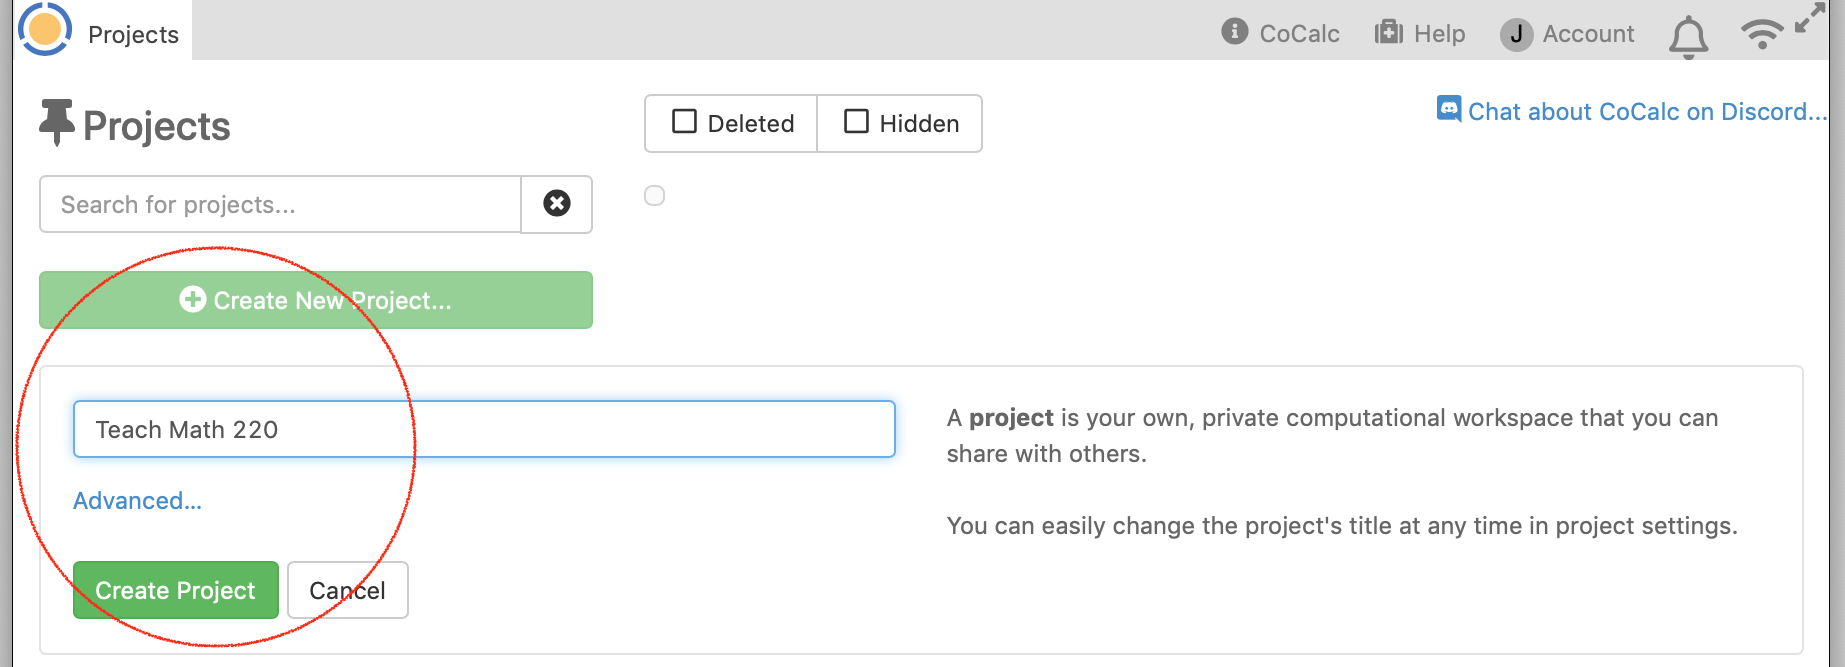 Projects
CoCalc
Help
J
Account
Projects
Deleted
Hidden
Chat about CoCalc on Discord...
Search for projects...
Create New Project...
Teach Math 220
A project is your own, private computational workspace that you can
share with others.
Advanced...
You can easily change the project's title at any time in project settings.
Create Project
Cancel